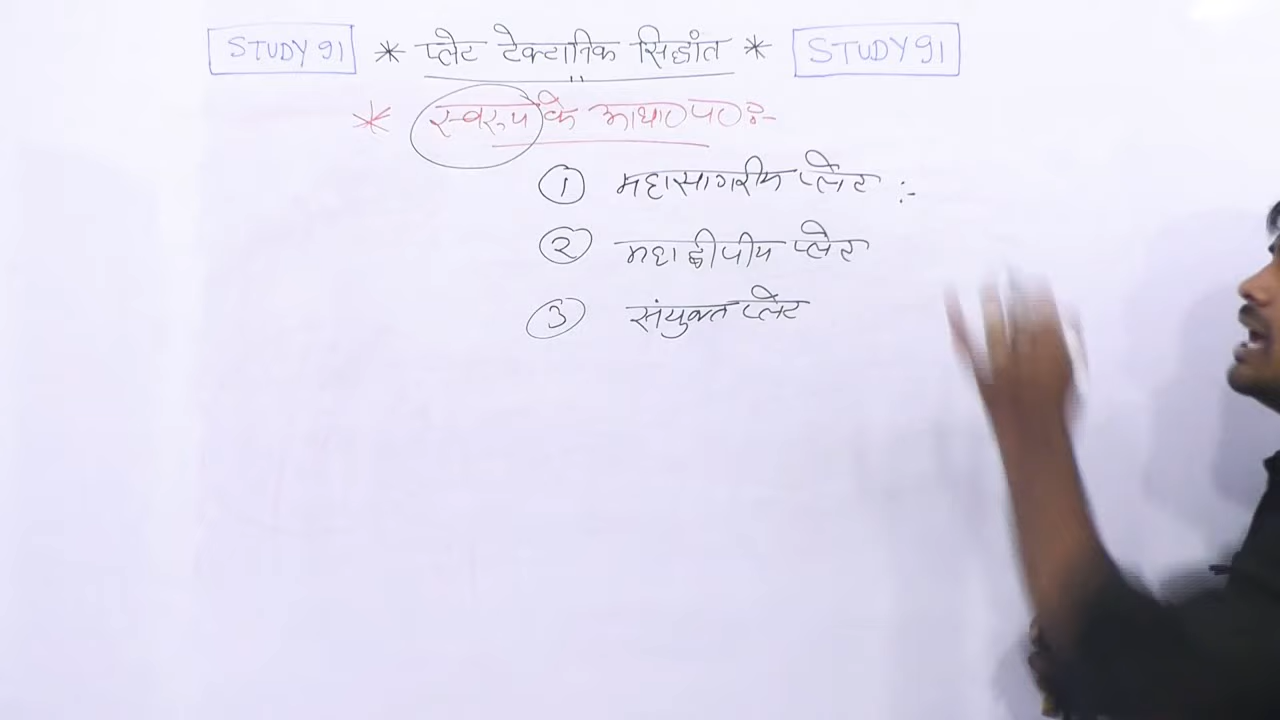 STUDY 91 * प्लेट टेक्टानिक सिद्धांत * STUDY 91
* स्वरूप के आधार पर :-
① महासागरीय प्लेट :-
② महाद्वीपीय प्लेट
③ संयुक्त प्लेट